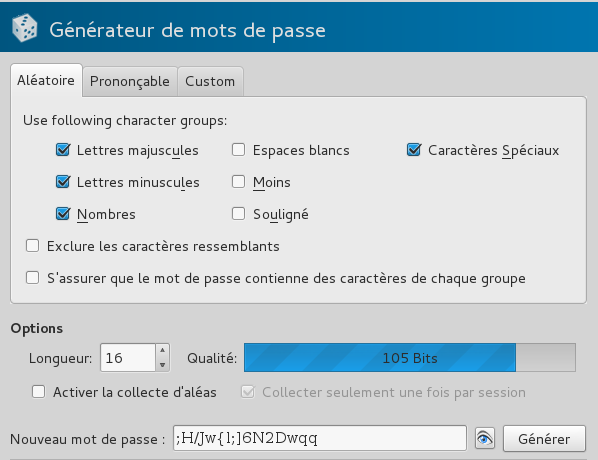 Générateur de mots de passe
Aléatoire Prononçable Custom
Use following character groups:
Lettres majuscules Espaces blancs Caractères Spéciaux
Lettres minuscules Moins
Nombres Souligné
Exclure les caractères ressemblants
S'assurer que le mot de passe contienne des caractères de chaque groupe
Options
Longueur: 16 Qualité: 105 Bits
Activer la collecte d'aléas Collecter seulement une fois par session
Nouveau mot de passe : ;H/Jw{l;]6N2Dwqq Générer